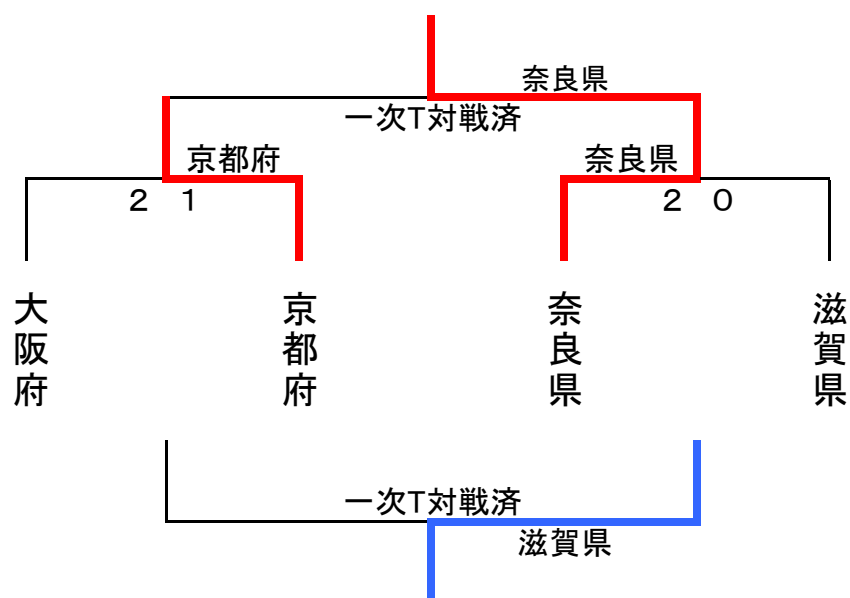 奈良県
一次T対戦済
京都府
奈良県
２ １
２ ０
大阪府
京都府
奈良県
滋賀県
一次T対戦済
滋賀県